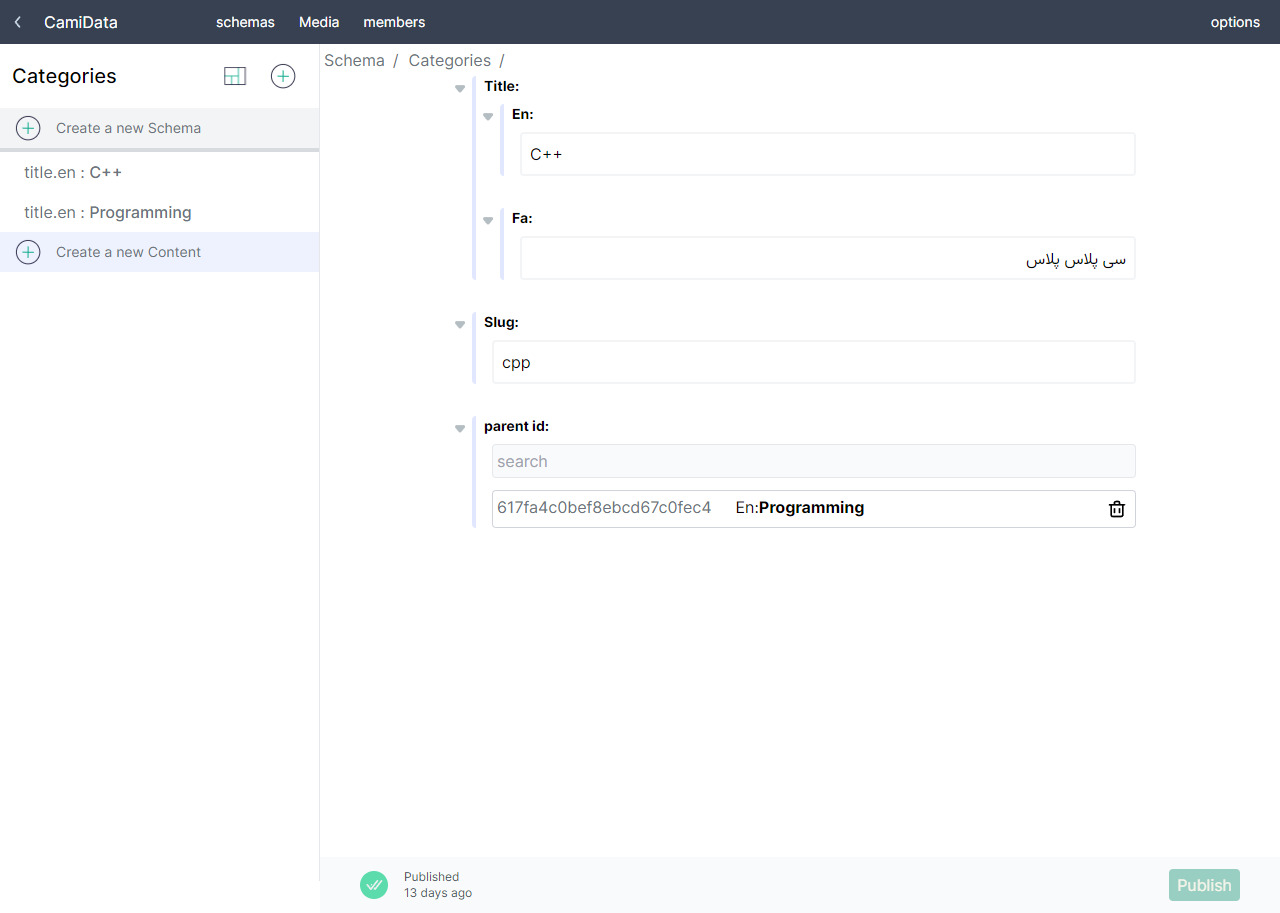 CamiData schemas Media members options
Categories
Create a new Schema
title.en : C++
title.en : Programming
Create a new Content
Schema / Categories /
Title:
En:
C++
Fa:
سی پلاس پلاس
Slug:
cpp
parent id:
search
617fa4c0bef8ebcd67c0fec4 En:Programming
Published
13 days ago
Publish